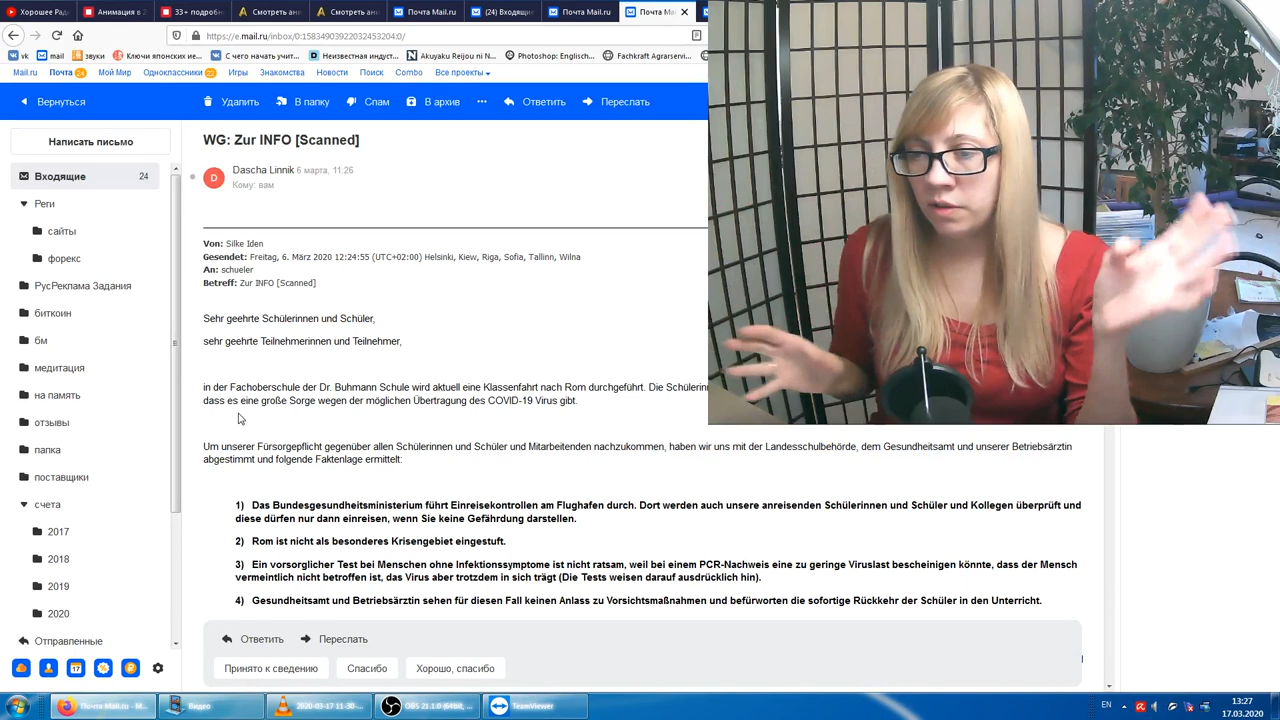 Хорошее Рад
Анимация в 2
33+ подробн
Смотреть ани
Смотреть ани
Почта Mail.ru
(24) Входящие
Почта Mail.ru
Почта Mai
https://e.mail.ru/inbox/0:15834903922032453204:0/
vk
mail
звуки
Ключи японских ие
С чего начать учит
Неизвестная индуст
Akuyaku Reijou ni N
Photoshop: Englisch
Fachkraft Agrarservi
Mail.ru
Почта 24
Мой Мир
Одноклассники 22
Игры
Знакомства
Новости
Поиск
Combo
Все проекты
Вернуться
Удалить
В папку
Спам
В архив
Ответить
Переслать
Написать письмо
Входящие 24
Реги
сайты
форекс
РусРеклама Задания
биткоин
бм
медитация
на память
отзывы
папка
поставщики
счета
2017
2018
2019
2020
Отправленные
WG: Zur INFO [Scanned]
D
Dascha Linnik 6 марта, 11:26
Кому: вам
Von: Silke Iden
Gesendet: Freitag, 6. März 2020 12:24:55 (UTC+02:00) Helsinki, Kiew, Riga, Sofia, Tallinn, Wilna
An: schueler
Betreff: Zur INFO [Scanned]
Sehr geehrte Schülerinnen und Schüler,
sehr geehrte Teilnehmerinnen und Teilnehmer,
in der Fachoberschule der Dr. Buhmann Schule wird aktuell eine Klassenfahrt nach Rom durchgeführt. Die Schülerinn
dass es eine große Sorge wegen der möglichen Übertragung des COVID-19 Virus gibt.
Um unserer Fürsorgepflicht gegenüber allen Schülerinnen und Schüler und Mitarbeitenden nachzukommen, haben wir uns mit der Landesschulbehörde, dem Gesundheitsamt und unserer Betriebsärztin
abgestimmt und folgende Faktenlage ermittelt:
1) Das Bundesgesundheitsministerium führt Einreisekontrollen am Flughafen durch. Dort werden auch unsere anreisenden Schülerinnen und Schüler und Kollegen überprüft und
diese dürfen nur dann einreisen, wenn Sie keine Gefährdung darstellen.
2) Rom ist nicht als besonderes Krisengebiet eingestuft.
3) Ein vorsorglicher Test bei Menschen ohne Infektionssymptome ist nicht ratsam, weil bei einem PCR-Nachweis eine zu geringe Viruslast bescheinigen könnte, dass der Mensch
vermeintlich nicht betroffen ist, das Virus aber trotzdem in sich trägt (Die Tests weisen darauf ausdrücklich hin).
4) Gesundheitsamt und Betriebsärztin sehen für diesen Fall keinen Anlass zu Vorsichtsmaßnahmen und befürworten die sofortige Rückkehr der Schüler in den Unterricht.
Ответить
Переслать
Принято к сведению
Спасибо
Хорошо, спасибо
17
Почта Mail.ru - M...
Видео
2020-03-17 11-30-...
OBS 21.1.0 (64bit, ...
TeamViewer
EN
13:27
17.03.2020